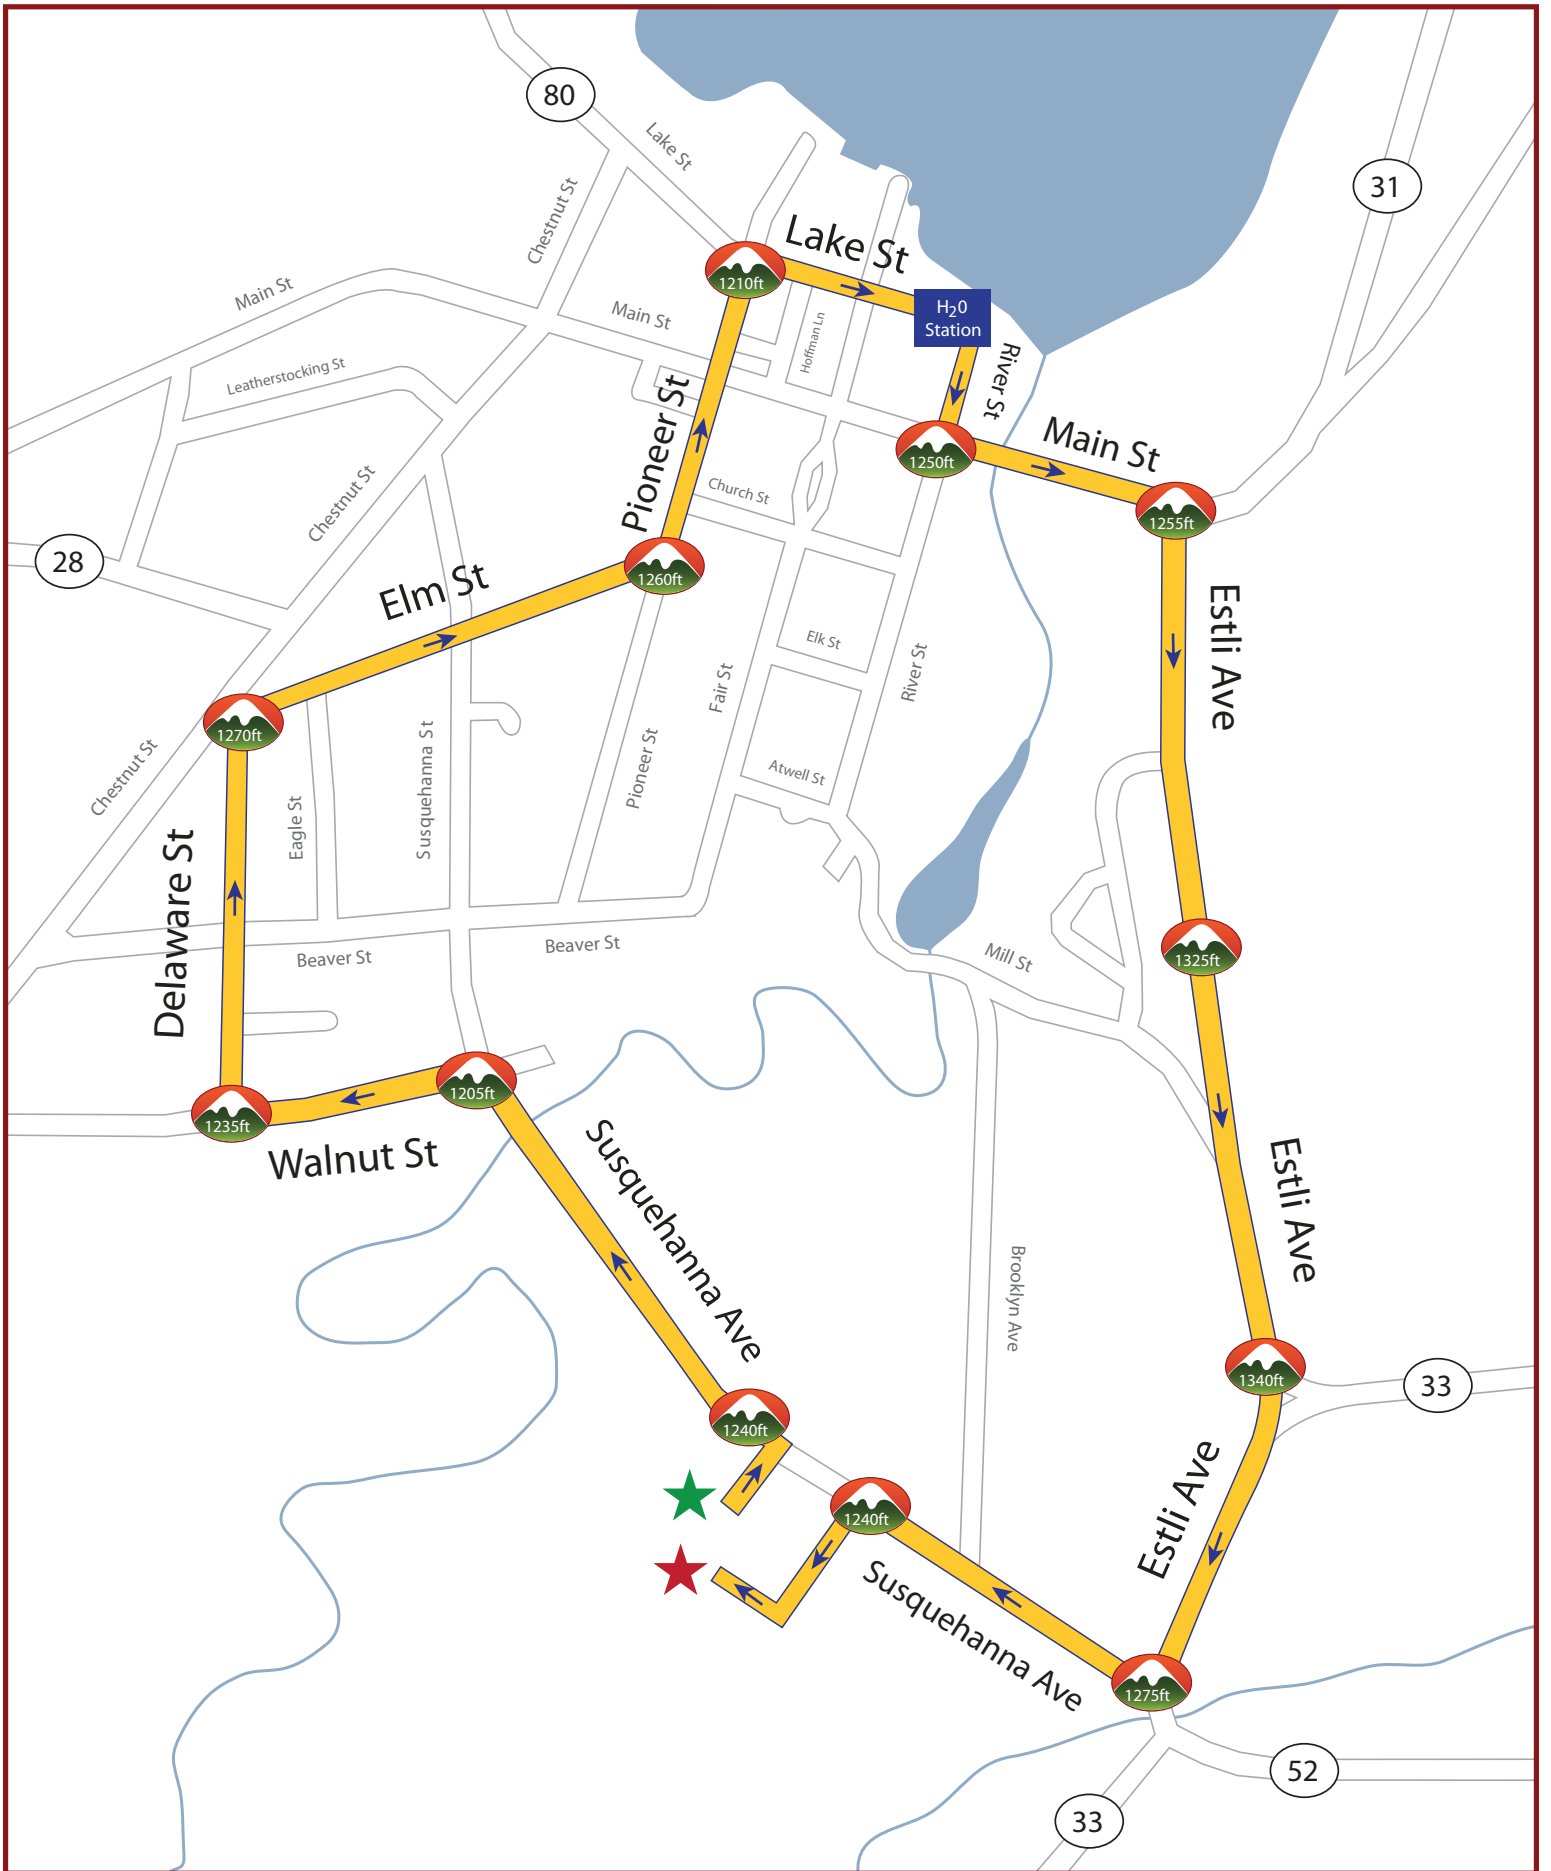 80
Lake St
31
Chestnut St
Lake St
1210ft
Main St
Main St
H20
Station
Hoffman Ln
River St
Leatherstocking St
Pioneer St
1250ft
Main St
Chestnut St
Church St
1255ft
28
1260ft
Elm St
Estli Ave
Elk St
River St
Fair St
1270ft
Chestnut St
Susquehanna St
Pioneer St
Atwell St
Eagle St
Delaware St
Beaver St
Beaver St
Mill St
1325ft
1205ft
1235ft
Walnut St
Susquehanna Ave
Estli Ave
Brooklyn Ave
1340ft
33
1240ft
1240ft
Estli Ave
Susquehanna Ave
1275ft
52
33